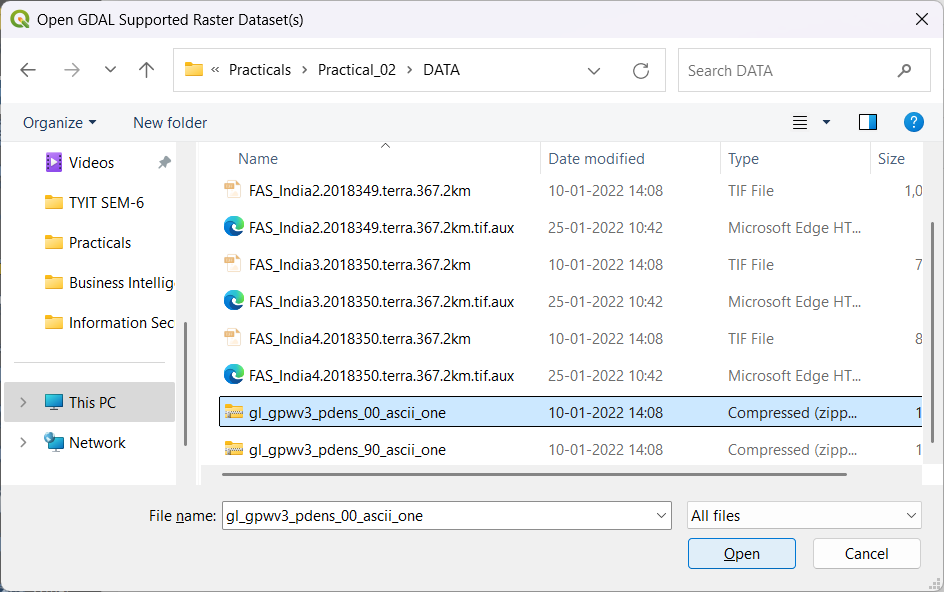 Open GDAL Supported Raster Dataset(s)
« Practicals > Practical_02 > DATA
Search DATA
Organize
New folder
?
Videos
TYIT SEM-6
Practicals
Business Intellig
Information Sec
This PC
Network
Name Date modified Type Size
FAS_India2.2018349.terra.367.2km 10-01-2022 14:08 TIF File 1,0
FAS_India2.2018349.terra.367.2km.tif.aux 25-01-2022 10:42 Microsoft Edge HT...
FAS_India3.2018350.terra.367.2km 10-01-2022 14:08 TIF File 7
FAS_India3.2018350.terra.367.2km.tif.aux 25-01-2022 10:42 Microsoft Edge HT...
FAS_India4.2018350.terra.367.2km 10-01-2022 14:08 TIF File 8
FAS_India4.2018350.terra.367.2km.tif.aux 25-01-2022 10:42 Microsoft Edge HT...
gl_gpwv3_pdens_00_ascii_one 10-01-2022 14:08 Compressed (zipp... 1
gl_gpwv3_pdens_90_ascii_one 10-01-2022 14:08 Compressed (zipp... 1
File name: gl_gpwv3_pdens_00_ascii_one All files
Open Cancel